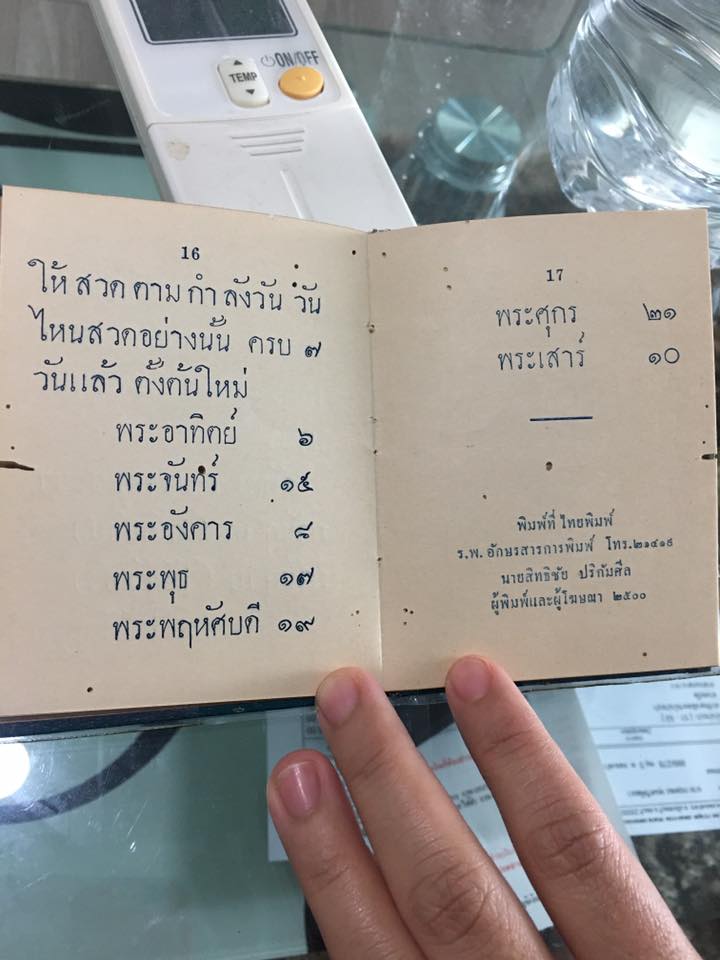 ON/OFF
TEMP
16
ให้สวดตามกำลังวัน วัน
ไหนสวดอย่างนั้น ครบ ๗
วันแล้ว ตั้งต้นใหม่
พระอาทิตย์ ๖
พระจันทร์ ๑๕
พระอังคาร ๘
พระพุธ ๑๗
พระพฤหัศบดี ๑๙
17
พระศุกร ๒๑
พระเสาร์ ๑๐
พิมพ์ที่ ไทยพิมพ์
ร.พ. อักษรสารการพิมพ์ โทร.๒๑๔๑๙
นายสิทธิชัย ปริกัมศีล
ผู้พิมพ์และผู้โฆษณา ๒๕๐๐